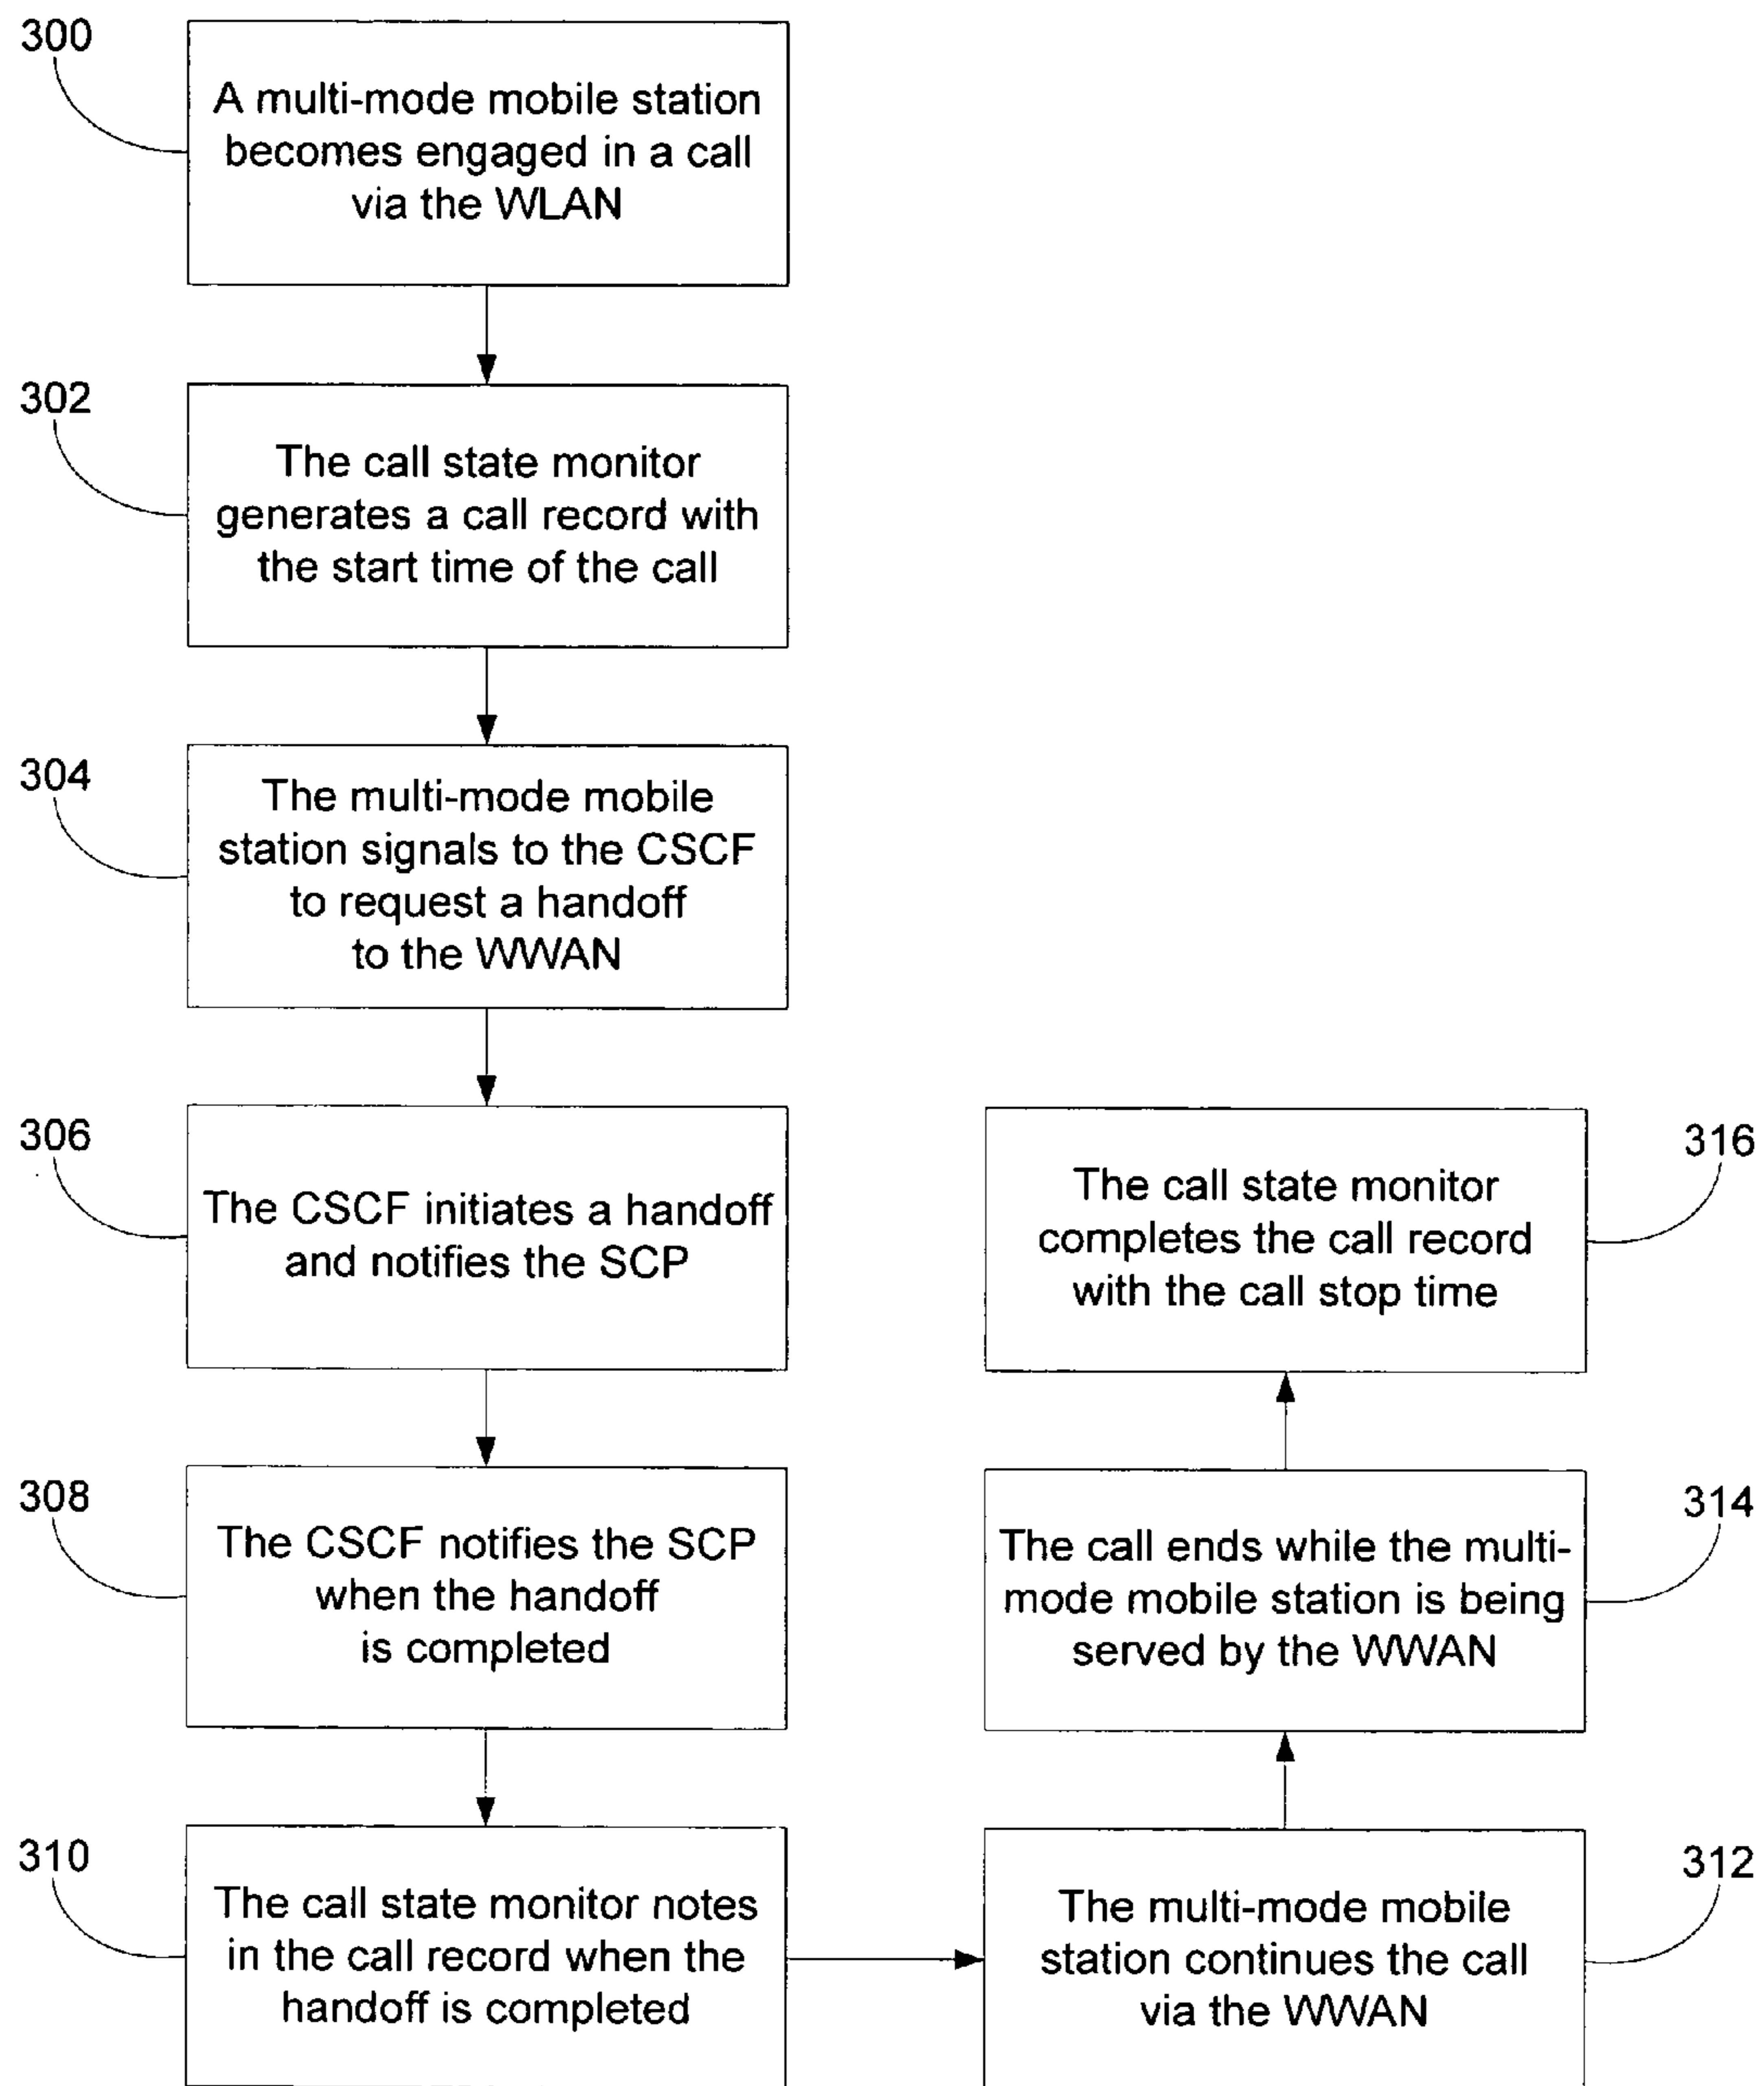 300
A multi-mode mobile station
becomes engaged in a call
via the WLAN
302
The call state monitor
generates a call record with
the start time of the call
304
The multi-mode mobile
station signals to the CSCF
to request a handoff
to the WWAN
306
The CSCF initiates a handoff
and notifies the SCP
308
The CSCF notifies the SCP
when the handoff
is completed
310
The call state monitor notes
in the call record when the
handoff is completed
312
The multi-mode mobile
station continues the call
via the WWAN
314
The call ends while the multi-
mode mobile station is being
served by the WWAN
316
The call state monitor
completes the call record
with the call stop time